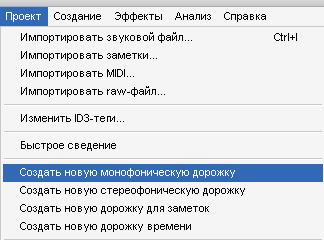 Проект Создание Эффекты Анализ Справка
Импортировать звуковой файл... Ctrl+I
Импортировать заметки...
Импортировать MIDI...
Импортировать raw-файл...
Изменить ID3-теги...
Быстрое сведение
Создать новую монофоническую дорожку
Создать новую стереофоническую дорожку
Создать новую дорожку для заметок
Создать новую дорожку времени